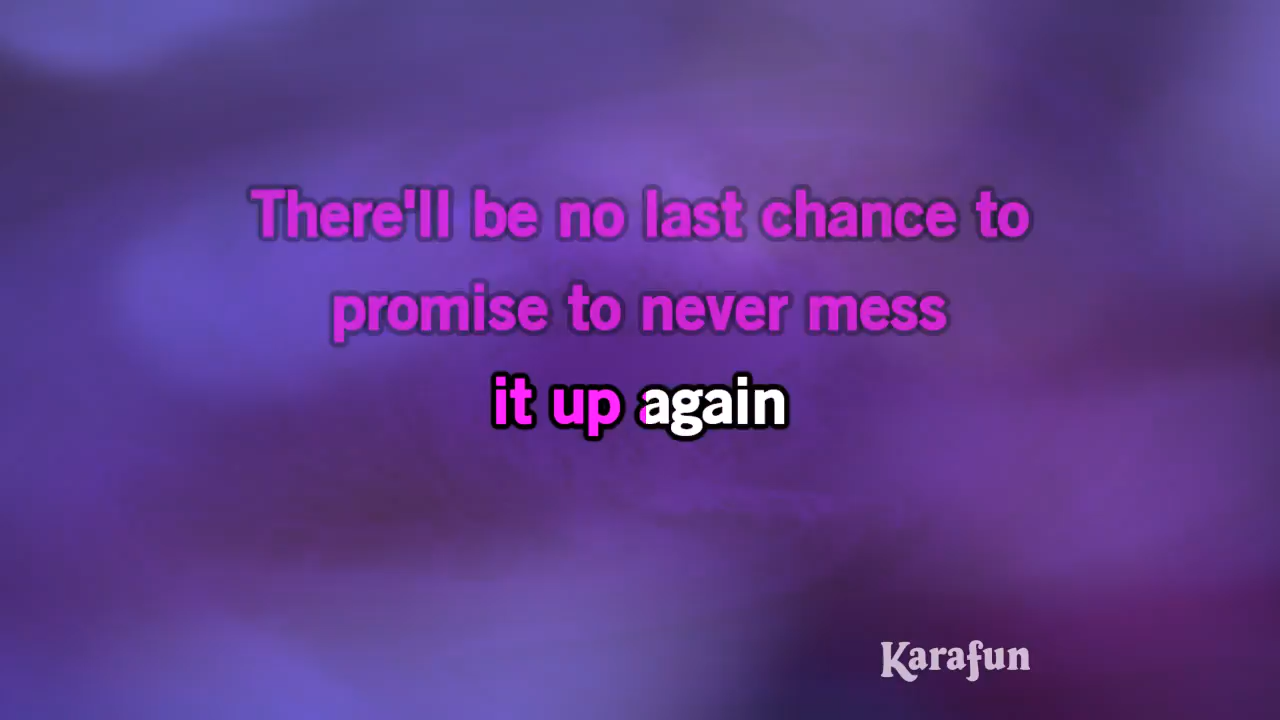 There'll be no last chance to
promise to never mess
it up again
Karafun